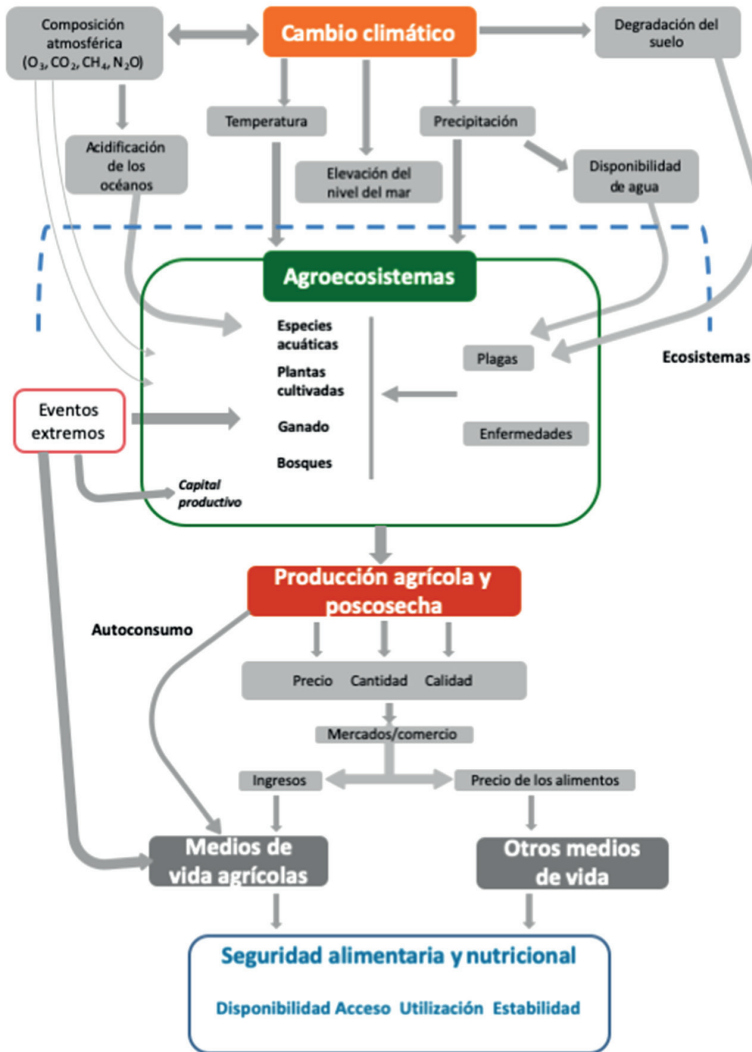 Composición
atmosférica
(O₃, CO₂, CH₄, N₂O)
Cambio climático
Degradación del
suelo
Temperatura
Precipitación
Acidificación
de los
océanos
Elevación del
nivel del mar
Disponibilidad
de agua
Agroecosistemas
Especies
acuáticas
Plantas
cultivadas
Ganado
Bosques
Plagas
Enfermedades
Ecosistemas
Eventos
extremos
Capital
productivo
Producción agrícola y
poscosecha
Autoconsumo
Precio Cantidad Calidad
Mercados/comercio
Ingresos
Precio de los alimentos
Medios de
vida agrícolas
Otros medios
de vida
Seguridad alimentaria y nutricional
Disponibilidad Acceso Utilización Estabilidad